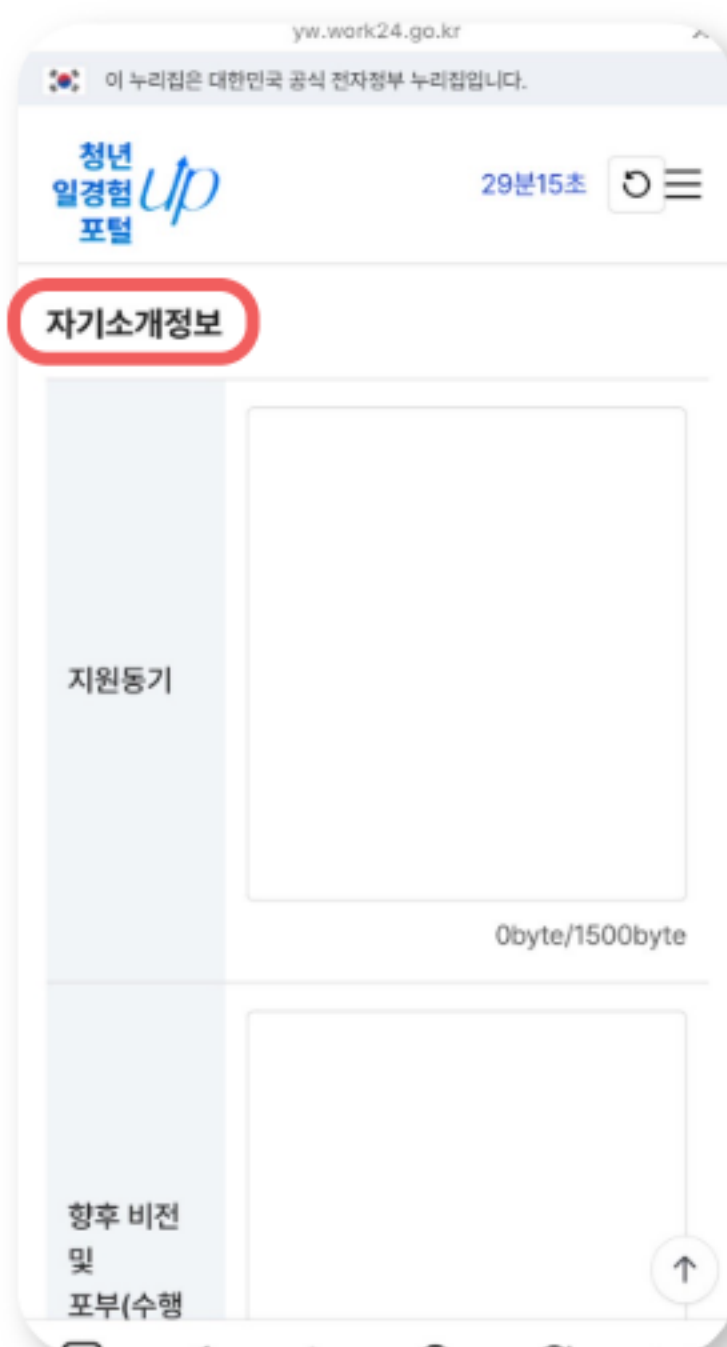 yw.work24.go.kr
이 누리집은 대한민국 공식 전자정부 누리집입니다.
청년
일경험 Up
포털
29분15초
자기소개정보
지원동기
0byte/1500byte
향후 비전
및
포부(수행